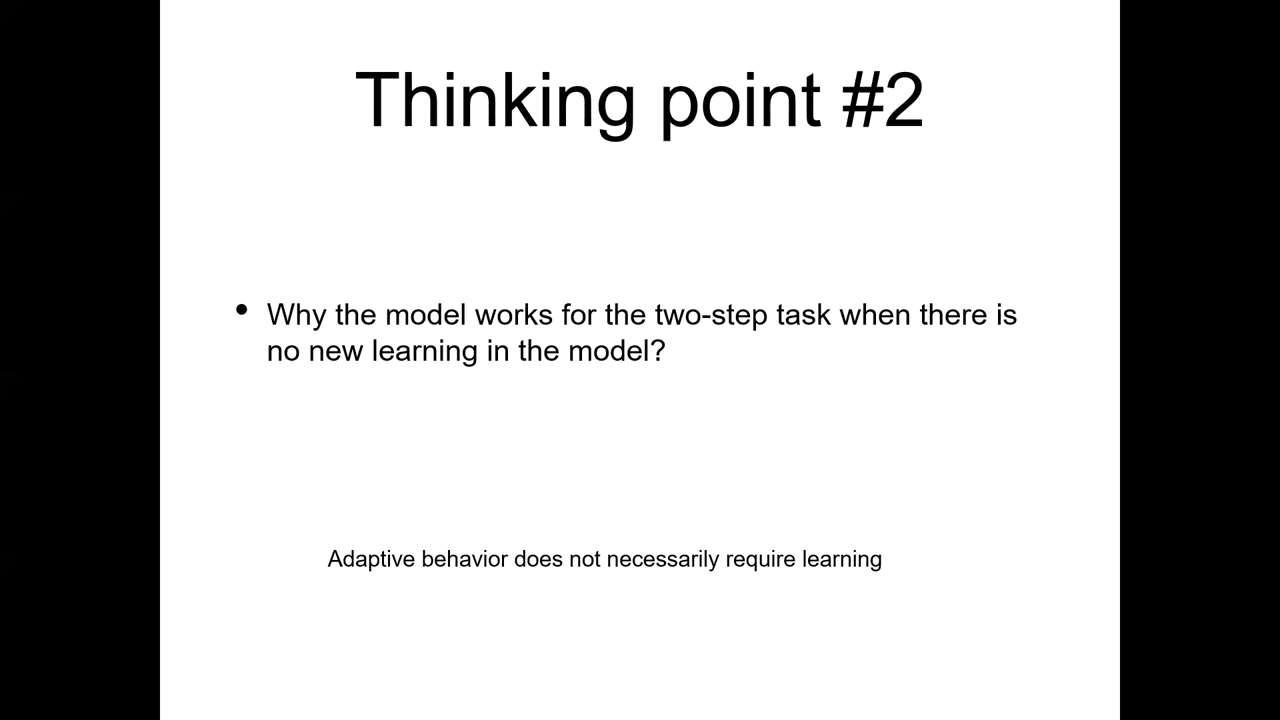 Thinking point #2
• Why the model works for the two-step task when there is
no new learning in the model?
Adaptive behavior does not necessarily require learning